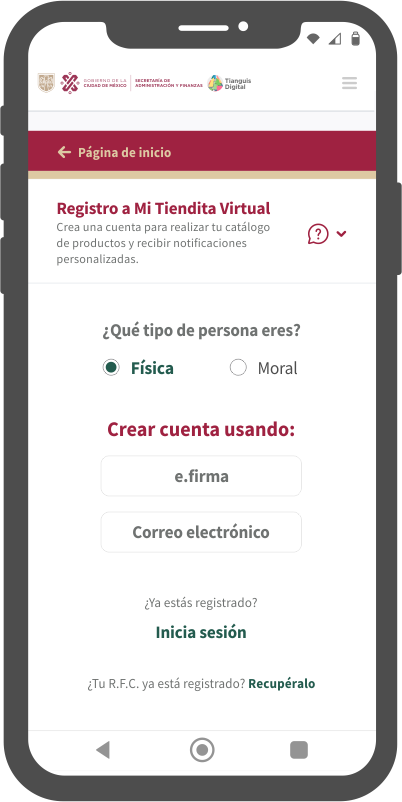 GOBIERNO DE LA
CIUDAD DE MÉXICO
SECRETARÍA DE
ADMINISTRACIÓN Y FINANZAS
Tianguis
Digital
Página de inicio
Registro a Mi Tiendita Virtual
Crea una cuenta para realizar tu catálogo
de productos y recibir notificaciones
personalizadas.
¿Qué tipo de persona eres?
Física Moral
Crear cuenta usando:
e.firma
Correo electrónico
¿Ya estás registrado?
Inicia sesión
¿Tu R.F.C. ya está registrado? Recupéralo